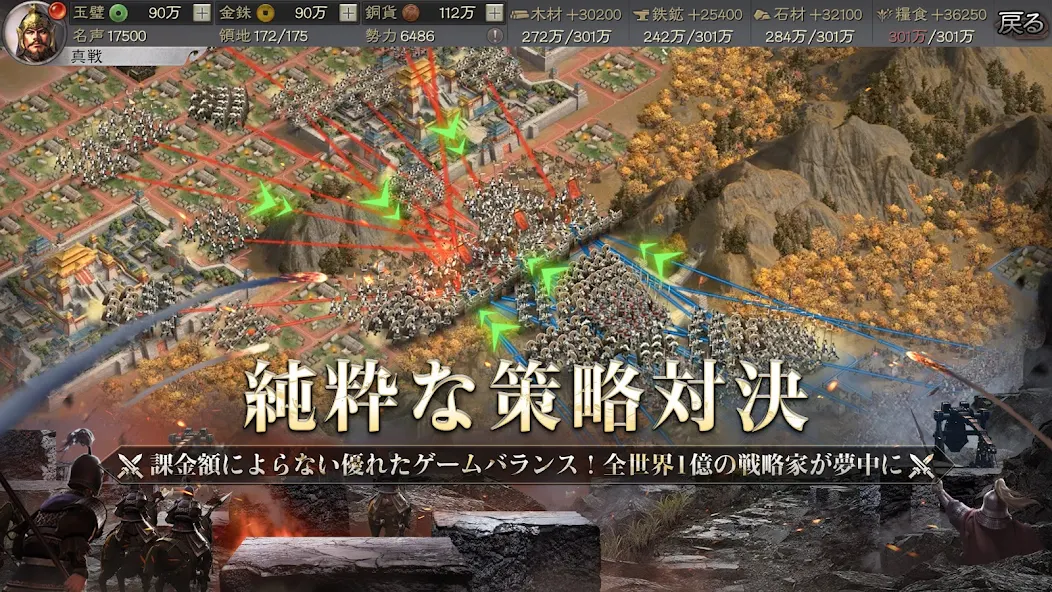 玉璧 90万 金銖 90万 銅貨 112万 木材 +30200 鉄鉱 +25400 石材 +32100 糧食 +36250 戻る
名声 17500 領地 172/175 勢力 6486 272万/301万 242万/301万 284万/301万 301万/301万
真戦
純粋な策略対決
課金額によらない優れたゲームバランス！全世界1億の戦略家が夢中に